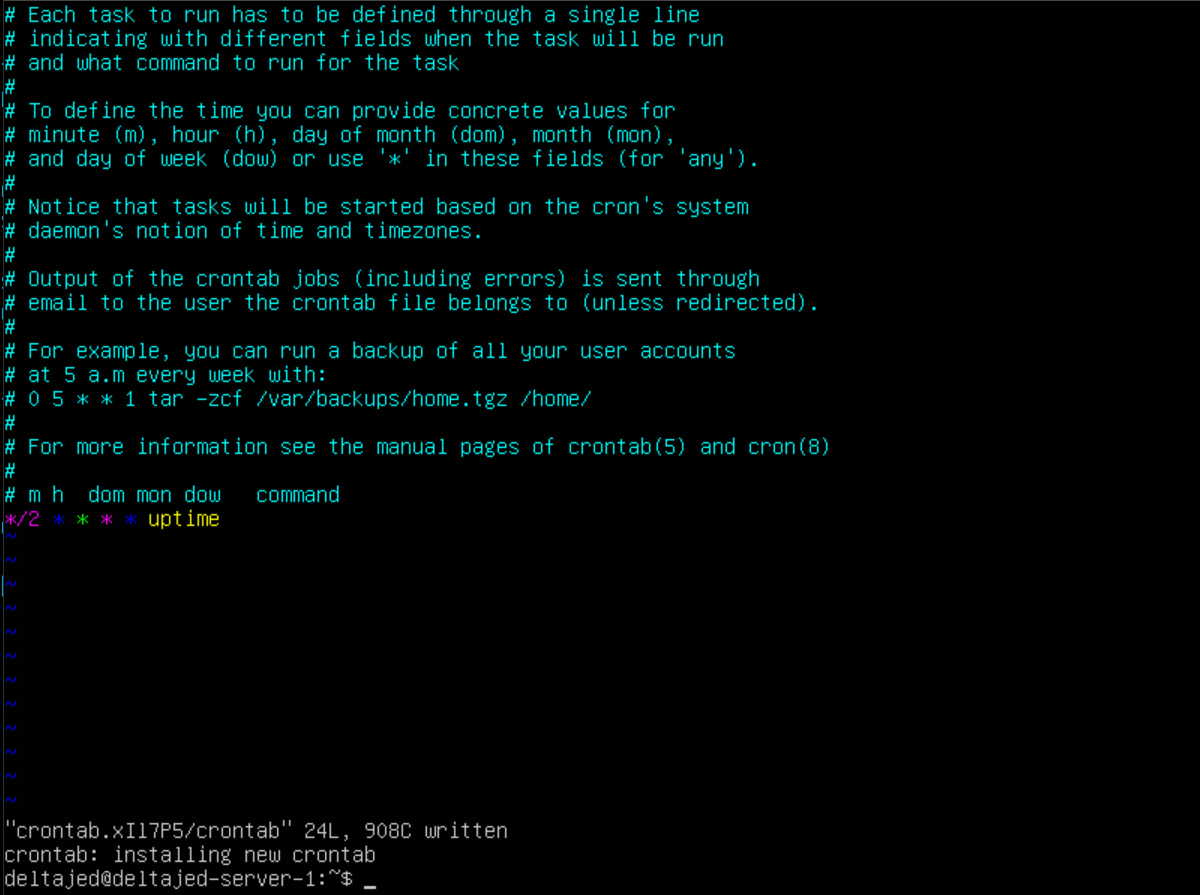 # Each task to run has to be defined through a single line
# indicating with different fields when the task will be run
# and what command to run for the task
#
# To define the time you can provide concrete values for
# minute (m), hour (h), day of month (dom), month (mon),
# and day of week (dow) or use '*' in these fields (for 'any').
#
# Notice that tasks will be started based on the cron's system
# daemon's notion of time and timezones.
#
# Output of the crontab jobs (including errors) is sent through
# email to the user the crontab file belongs to (unless redirected).
#
# For example, you can run a backup of all your user accounts
# at 5 a.m every week with:
# 0 5 * * 1 tar -zcf /var/backups/home.tgz /home/
#
# For more information see the manual pages of crontab(5) and cron(8)
#
# m h  dom mon dow   command
*/2 * * * * uptime
~
~
~
~
~
~
~
~
~
~
~
~
"crontab.xIl7P5/crontab" 24L, 908C written
crontab: installing new crontab
deltajed@deltajed-server-1:~$ _